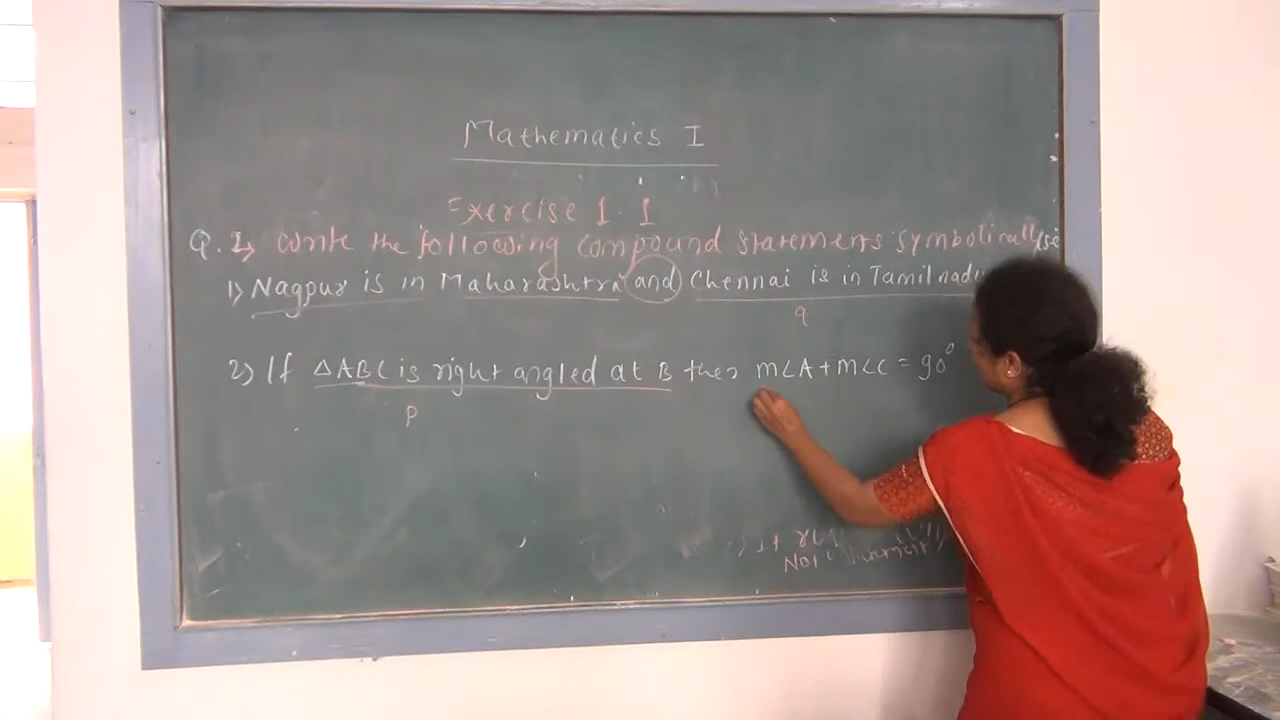 Mathematics I
Exercise 1.1
Q.1) Write the following compound statements symbolically
1) Nagpur is in Maharashtra and Chennai is in Tamilnadu
q
2) If △ABC is right angled at B then m∠A + m∠C = 90°
p
Not